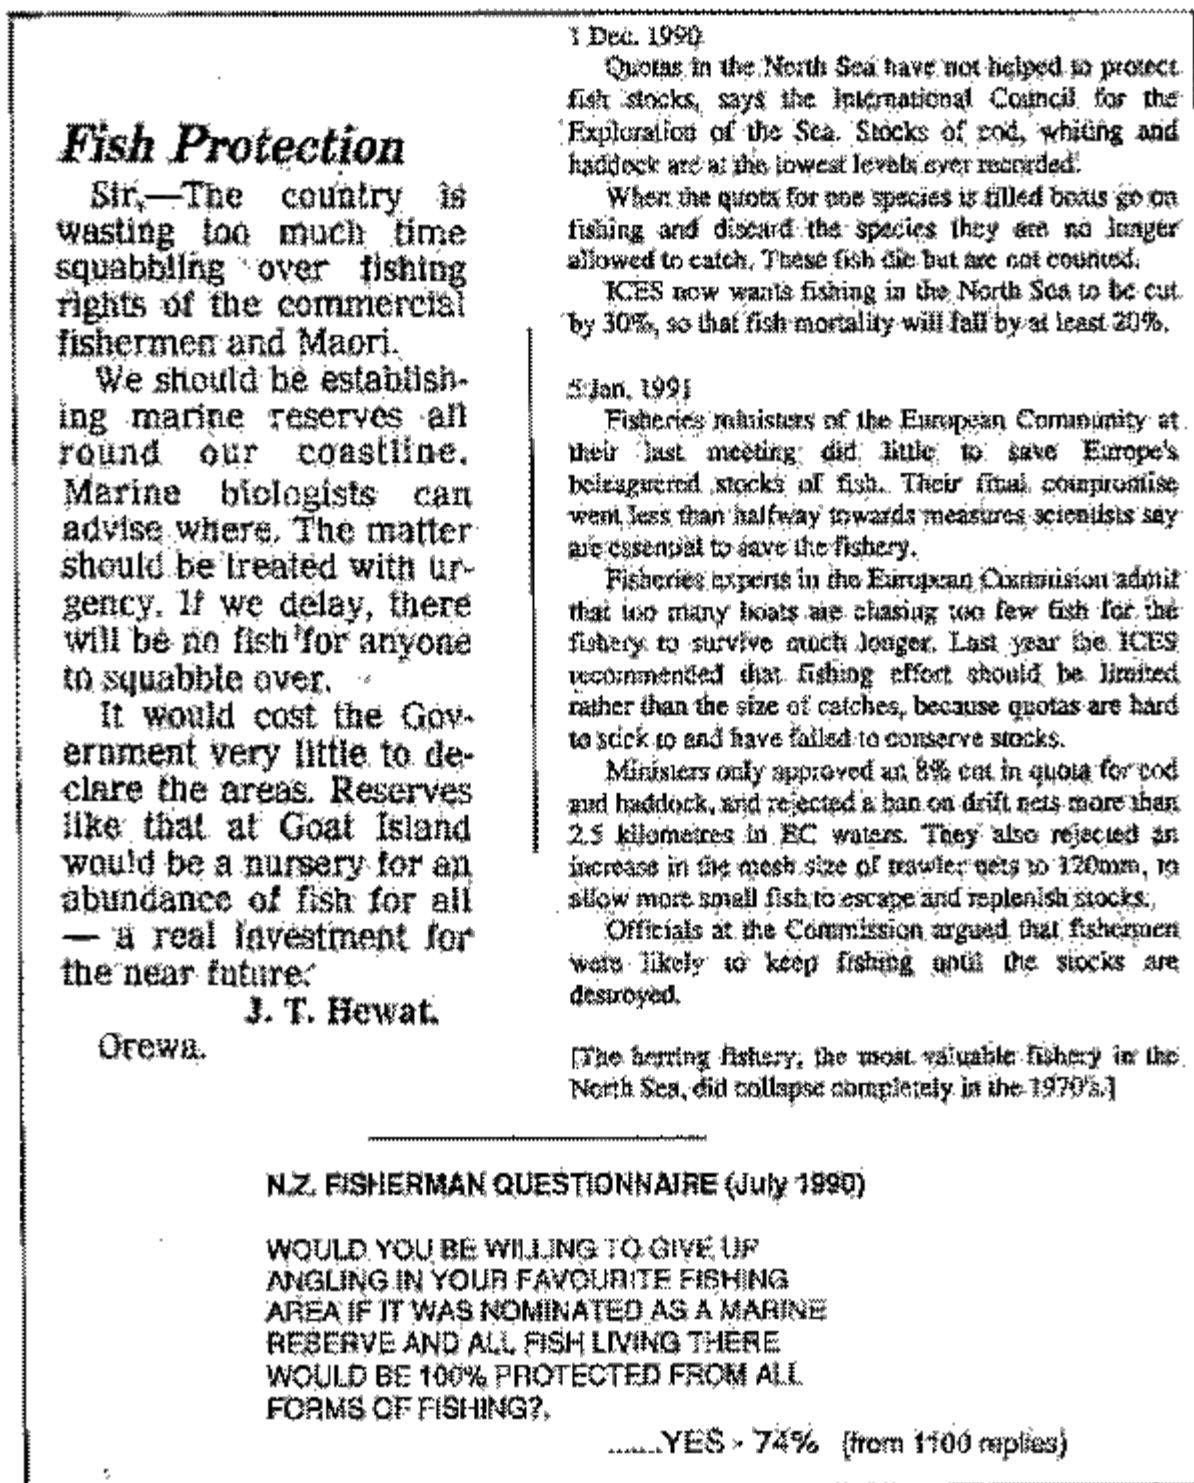 Fish Protection
Sir,—The country is
wasting too much time
squabbling over fishing
rights of the commercial
fishermen and Maori.
We should be establish-
ing marine reserves all
round our coastline.
Marine biologists can
advise where. The matter
should be treated with ur-
gency. If we delay, there
will be no fish for anyone
to squabble over.
It would cost the Gov-
ernment very little to de-
clare the areas. Reserves
like that at Goat Island
would be a nursery for an
abundance of fish for all
— a real investment for
the near future.
J. T. Hewat.
Orewa.
1 Dec. 1990
Quotas in the North Sea have not helped to protect
fish stocks, says the International Council for the
Exploration of the Sea. Stocks of cod, whiting and
haddock are at the lowest levels ever recorded.
When the quota for one species is filled boats go on
fishing and discard the species they are no longer
allowed to catch. These fish die but are not counted.
ICES now wants fishing in the North Sea to be cut
by 30%, so that fish mortality will fall by at least 20%.
5 Jan. 1991
Fisheries ministers of the European Community at
their last meeting did little to save Europe's
beleaguered stocks of fish. Their final compromise
went less than halfway towards measures scientists say
are essential to save the fishery.
Fisheries experts in the European Commision admit
that too many boats are chasing too few fish for the
fishery to survive much longer. Last year the ICES
recommended that fishing effort should be limited
rather than the size of catches, because quotas are hard
to stick to and have failed to conserve stocks.
Ministers only approved an 8% cut in quota for cod
and haddock, and rejected a ban on drift nets more than
2.5 kilometres in EC waters. They also rejected an
increase in the mesh size of trawler nets to 120mm, to
allow more small fish to escape and replenish stocks.
Officials at the Commission argued that fishermen
were likely to keep fishing until the stocks are
destroyed.
[The herring fishery, the most valuable fishery in the
North Sea, did collapse completely in the 1970's.]
N.Z. FISHERMAN QUESTIONNAIRE (July 1990)
WOULD YOU BE WILLING TO GIVE UP
ANGLING IN YOUR FAVOURITE FISHING
AREA IF IT WAS NOMINATED AS A MARINE
RESERVE AND ALL FISH LIVING THERE
WOULD BE 100% PROTECTED FROM ALL
FORMS OF FISHING?.
.......YES - 74% (from 1100 replies)